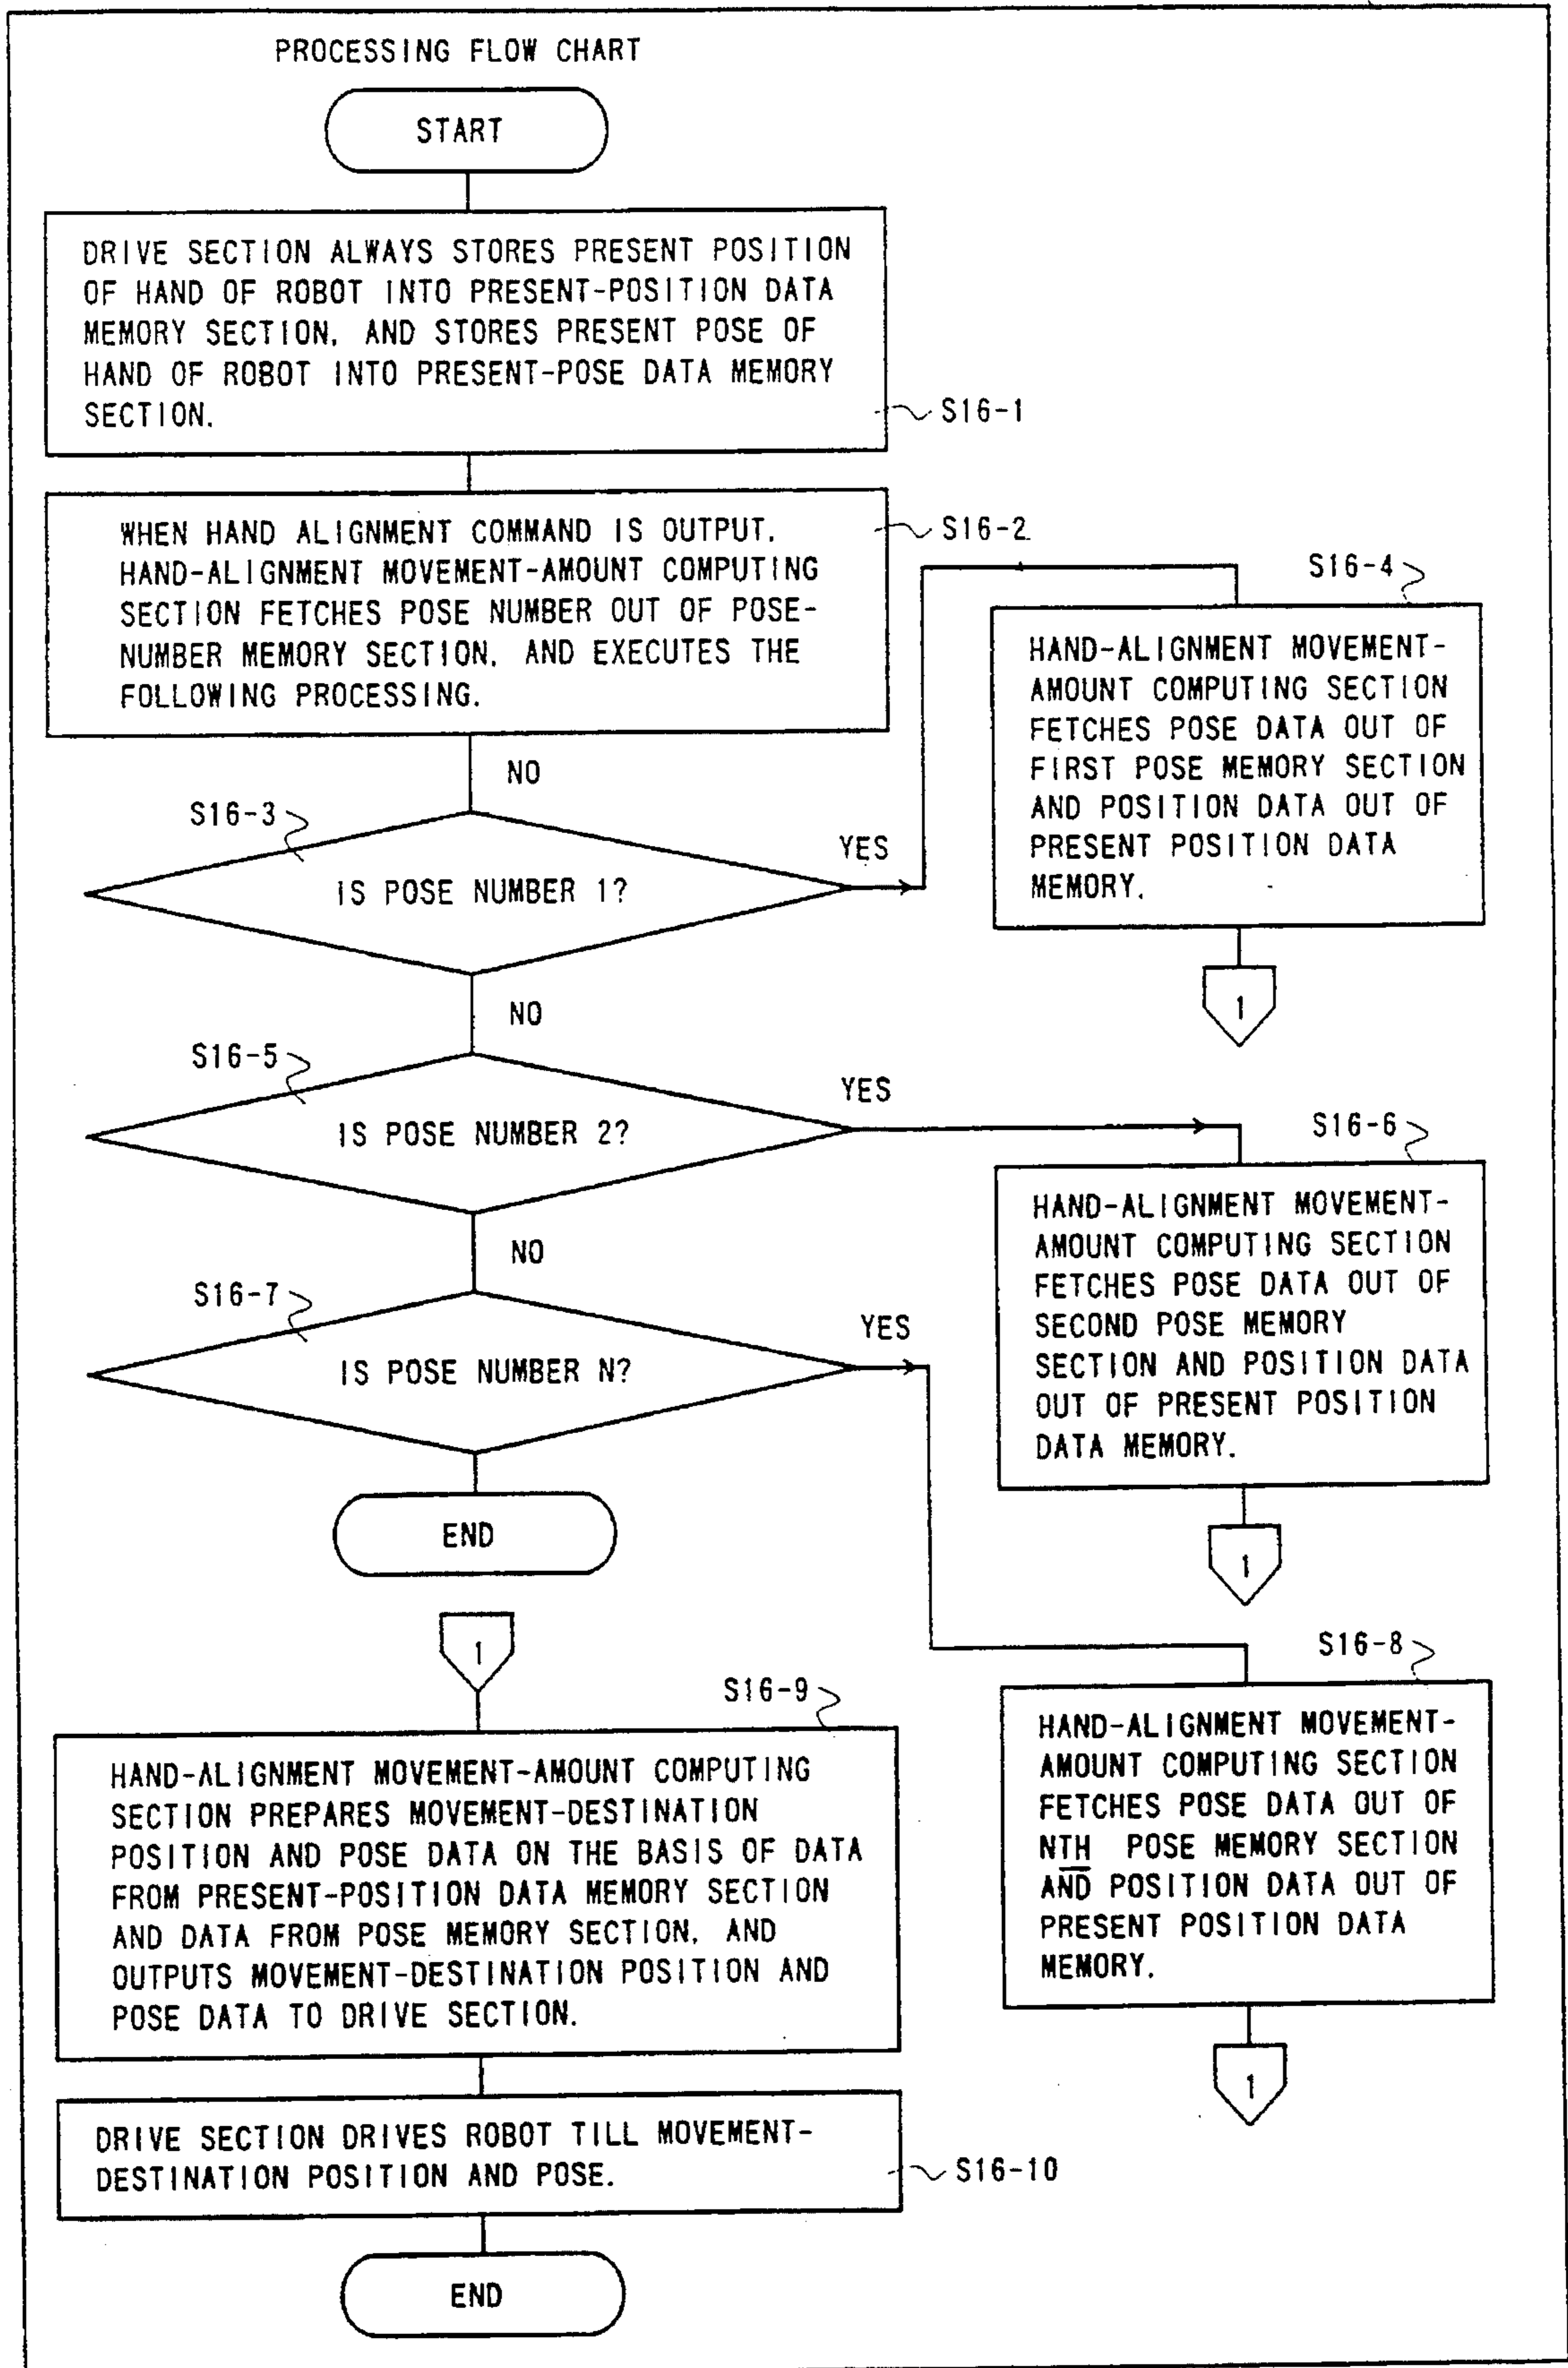 PROCESSING FLOW CHART
START
DRIVE SECTION ALWAYS STORES PRESENT POSITION
OF HAND OF ROBOT INTO PRESENT-POSITION DATA
MEMORY SECTION, AND STORES PRESENT POSE OF
HAND OF ROBOT INTO PRESENT-POSE DATA MEMORY
SECTION.
S16-1
WHEN HAND ALIGNMENT COMMAND IS OUTPUT,
HAND-ALIGNMENT MOVEMENT-AMOUNT COMPUTING
SECTION FETCHES POSE NUMBER OUT OF POSE-
NUMBER MEMORY SECTION, AND EXECUTES THE
FOLLOWING PROCESSING.
S16-2
NO
S16-3
IS POSE NUMBER 1?
YES
S16-4
HAND-ALIGNMENT MOVEMENT-
AMOUNT COMPUTING SECTION
FETCHES POSE DATA OUT OF
FIRST POSE MEMORY SECTION
AND POSITION DATA OUT OF
PRESENT POSITION DATA
MEMORY.
1
NO
S16-5
IS POSE NUMBER 2?
YES
S16-6
HAND-ALIGNMENT MOVEMENT-
AMOUNT COMPUTING SECTION
FETCHES POSE DATA OUT OF
SECOND POSE MEMORY
SECTION AND POSITION DATA
OUT OF PRESENT POSITION
DATA MEMORY.
1
NO
S16-7
IS POSE NUMBER N?
YES
END
S16-8
HAND-ALIGNMENT MOVEMENT-
AMOUNT COMPUTING SECTION
FETCHES POSE DATA OUT OF
NTH POSE MEMORY SECTION
AND POSITION DATA OUT OF
PRESENT POSITION DATA
MEMORY.
1
1
S16-9
HAND-ALIGNMENT MOVEMENT-AMOUNT COMPUTING
SECTION PREPARES MOVEMENT-DESTINATION
POSITION AND POSE DATA ON THE BASIS OF DATA
FROM PRESENT-POSITION DATA MEMORY SECTION
AND DATA FROM POSE MEMORY SECTION, AND
OUTPUTS MOVEMENT-DESTINATION POSITION AND
POSE DATA TO DRIVE SECTION.
DRIVE SECTION DRIVES ROBOT TILL MOVEMENT-
DESTINATION POSITION AND POSE.
S16-10
END